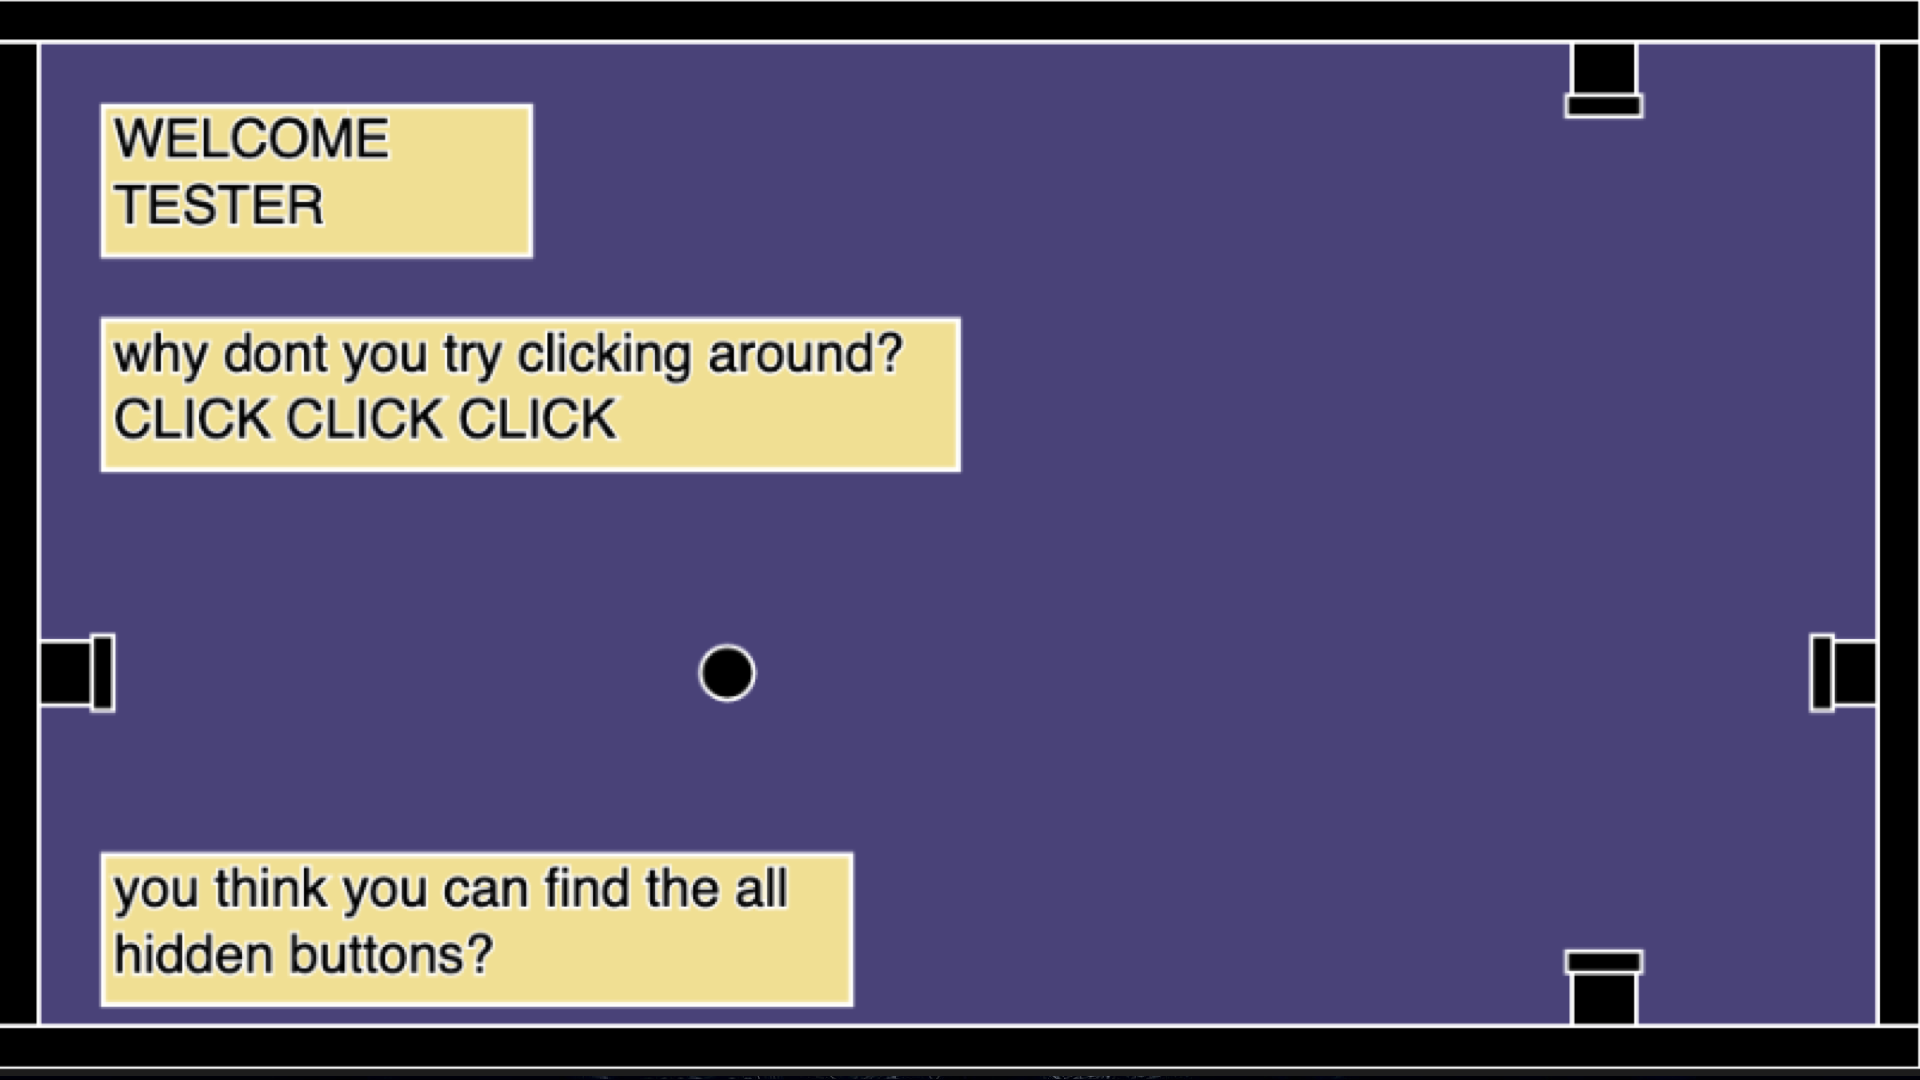 WELCOME
TESTER
why dont you try clicking around?
CLICK CLICK CLICK
you think you can find the all
hidden buttons?